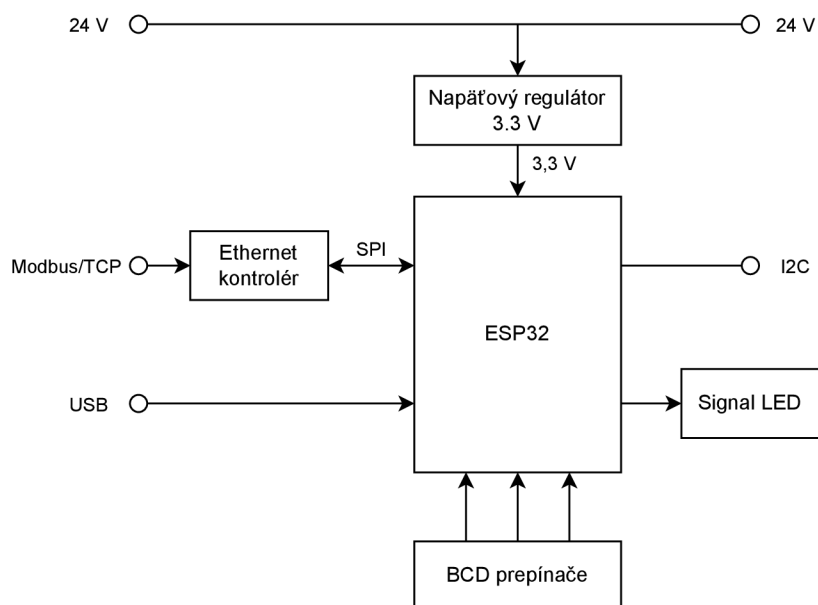 24 V
24 V
Napäťový regulátor
3.3 V
3,3 V
Modbus/TCP
Ethernet
kontrolér
SPI
I2C
ESP32
USB
Signal LED
BCD prepínače